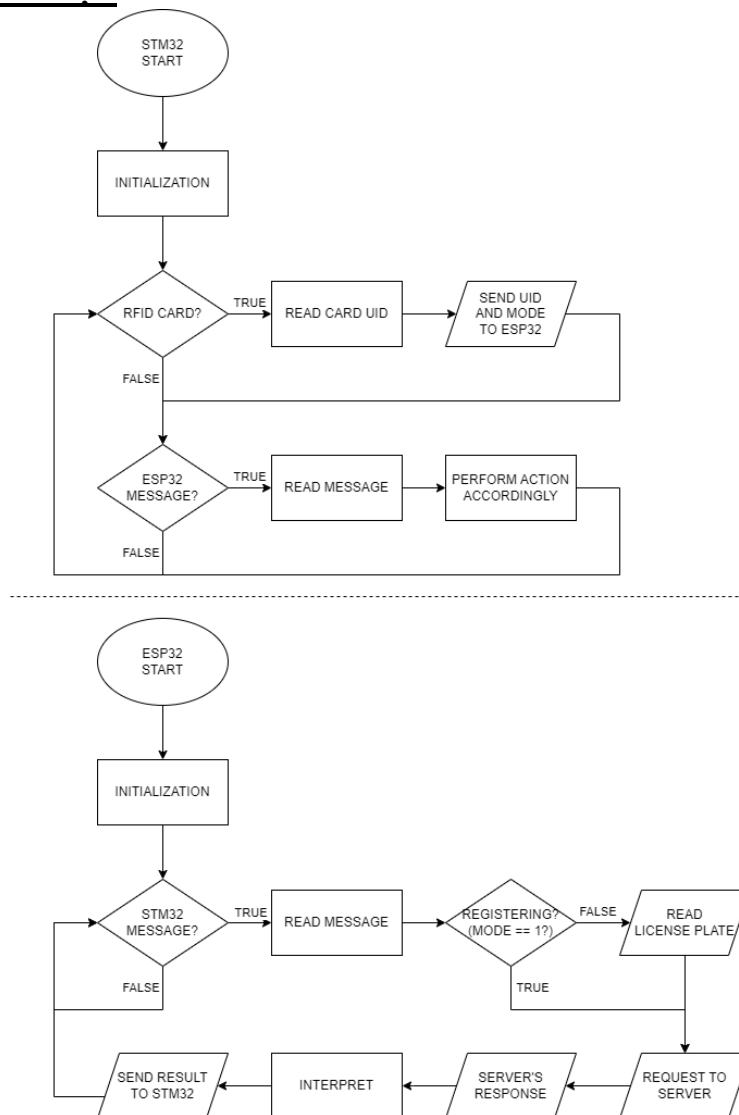 STM32
START
INITIALIZATION
RFID CARD?
TRUE
READ CARD UID
SEND UID
AND MODE
TO ESP32
FALSE
ESP32
MESSAGE?
TRUE
READ MESSAGE
PERFORM ACTION
ACCORDINGLY
FALSE
ESP32
START
INITIALIZATION
STM32
MESSAGE?
TRUE
READ MESSAGE
REGISTERING?
(MODE == 1?)
FALSE
READ
LICENSE PLATE
FALSE
TRUE
SEND RESULT
TO STM32
INTERPRET
SERVER'S
RESPONSE
REQUEST TO
SERVER